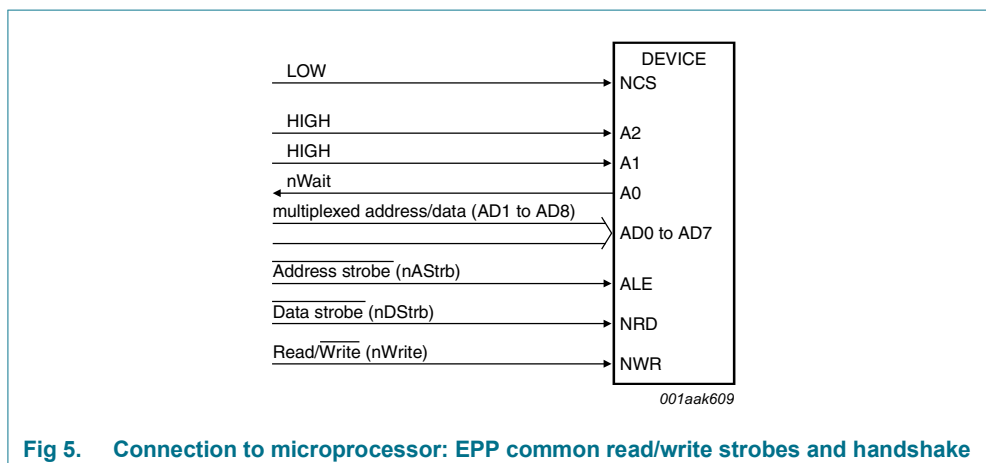 DEVICE
LOW
NCS
HIGH
A2
HIGH
A1
nWait
A0
multiplexed address/data (AD1 to AD8)
AD0 to AD7
Address strobe (nAStrb)
ALE
Data strobe (nDStrb)
NRD
Read/Write (nWrite)
NWR
001aak609
Fig 5. Connection to microprocessor: EPP common read/write strobes and handshake